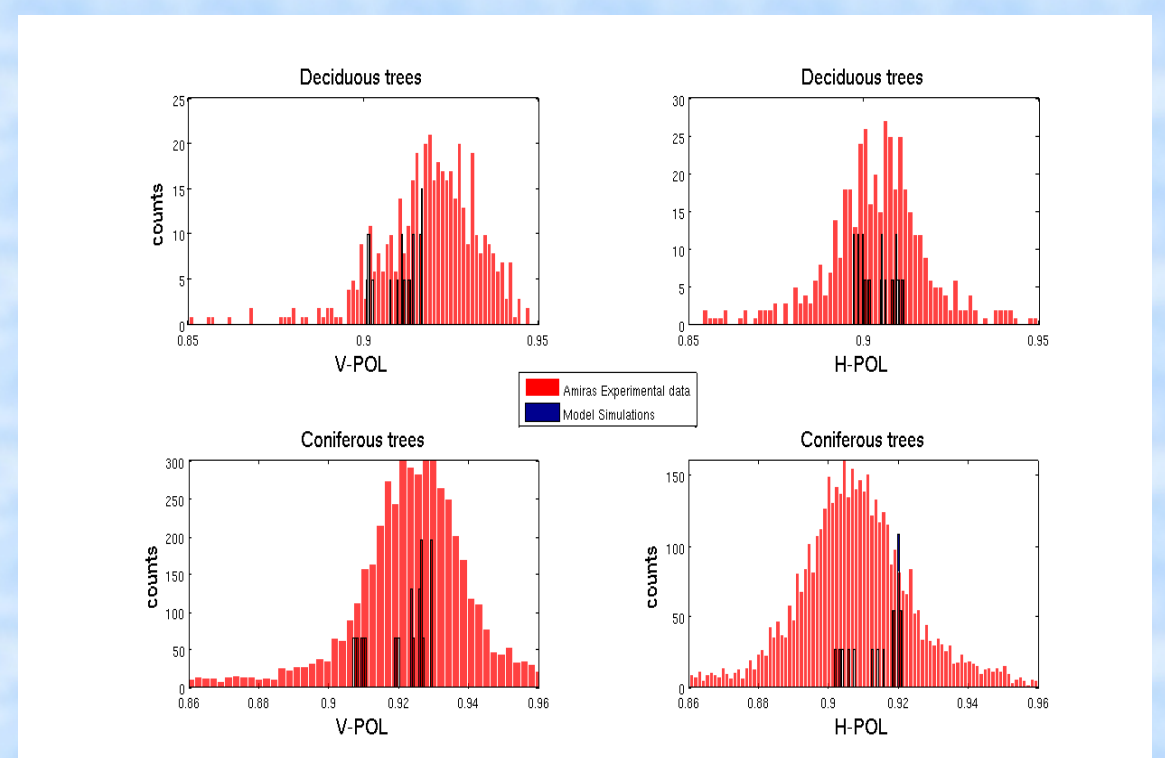 Deciduous trees
25
20
15
10
5
0
counts
0.85 0.9 0.95
V-POL
Deciduous trees
30
25
20
15
10
5
0
0.85 0.9 0.95
H-POL
Amiras Experimental data
Model Simulations
Coniferous trees
300
250
200
150
100
50
0
counts
0.86 0.88 0.9 0.92 0.94 0.96
V-POL
Coniferous trees
150
100
50
0
counts
0.86 0.88 0.9 0.92 0.94 0.96
H-POL